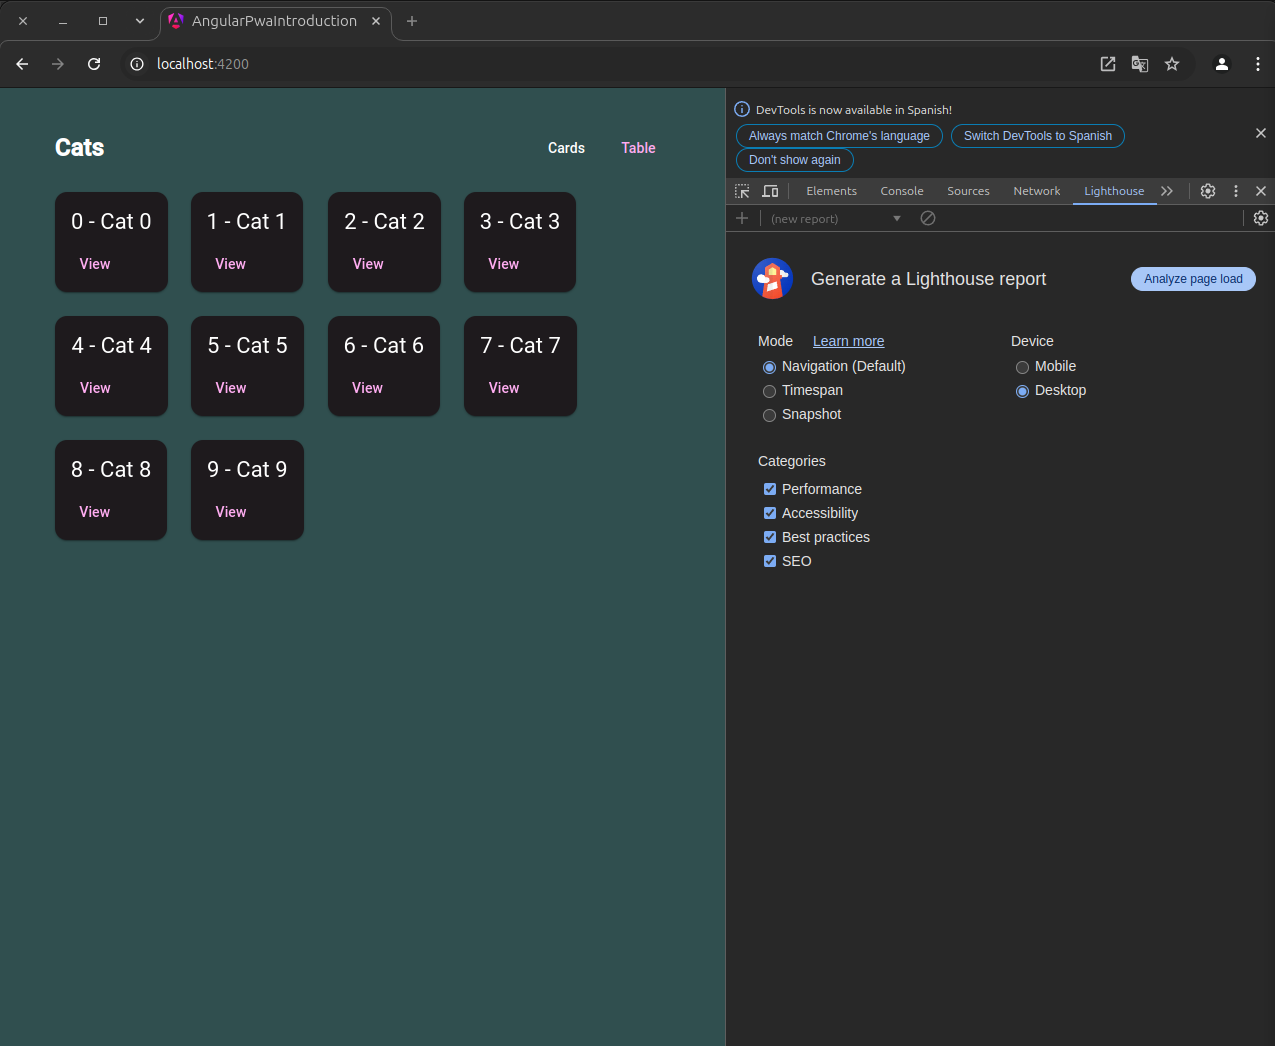 AngularPwaIntroduction
localhost:4200
Cats
Cards
Table
0 - Cat 0
1 - Cat 1
2 - Cat 2
3 - Cat 3
View
View
View
View
4 - Cat 4
5 - Cat 5
6 - Cat 6
7 - Cat 7
View
View
View
View
8 - Cat 8
9 - Cat 9
View
View
DevTools is now available in Spanish!
Always match Chrome's language
Switch DevTools to Spanish
Don't show again
Elements
Console
Sources
Network
Lighthouse
(new report)
Generate a Lighthouse report
Analyze page load
Mode
Learn more
Navigation (Default)
Timespan
Snapshot
Device
Mobile
Desktop
Categories
Performance
Accessibility
Best practices
SEO